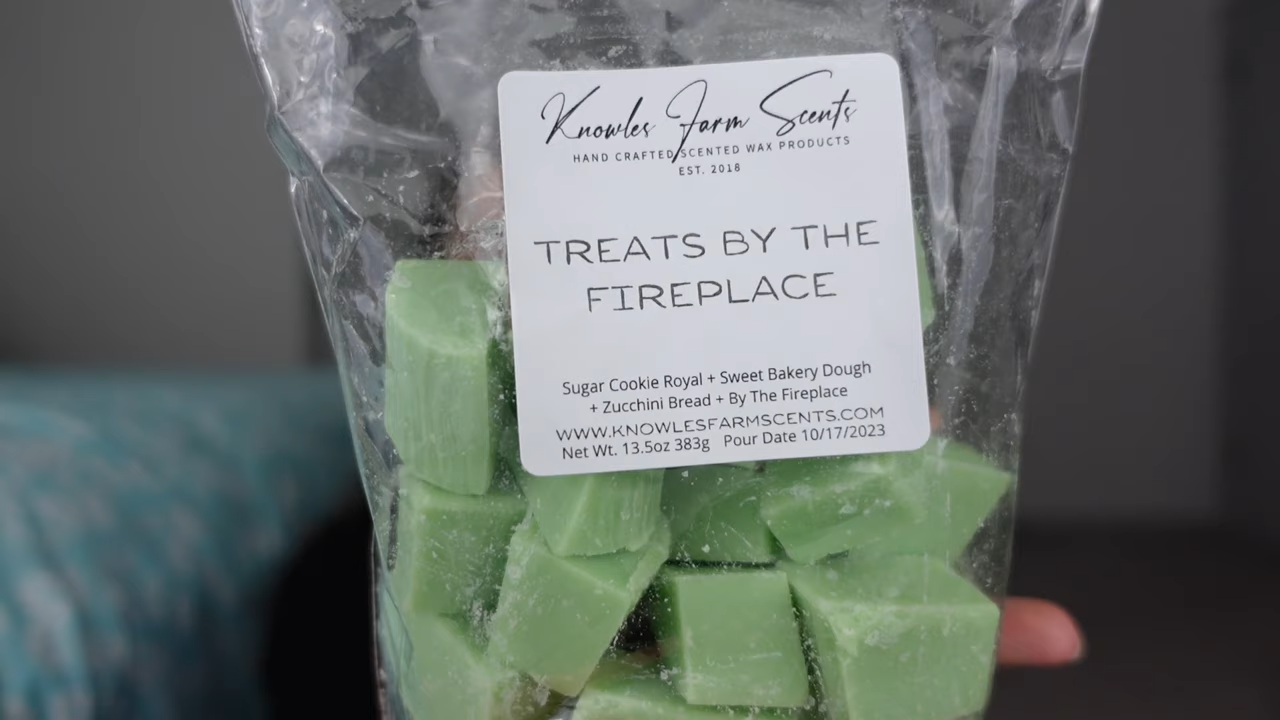 Knowles Farm Scents
HAND CRAFTED SCENTED WAX PRODUCTS
EST. 2018
TREATS BY THE
FIREPLACE
Sugar Cookie Royal + Sweet Bakery Dough
+ Zucchini Bread + By The Fireplace
WWW.KNOWLESFARMSCENTS.COM
Net Wt. 13.5oz 383g Pour Date 10/17/2023